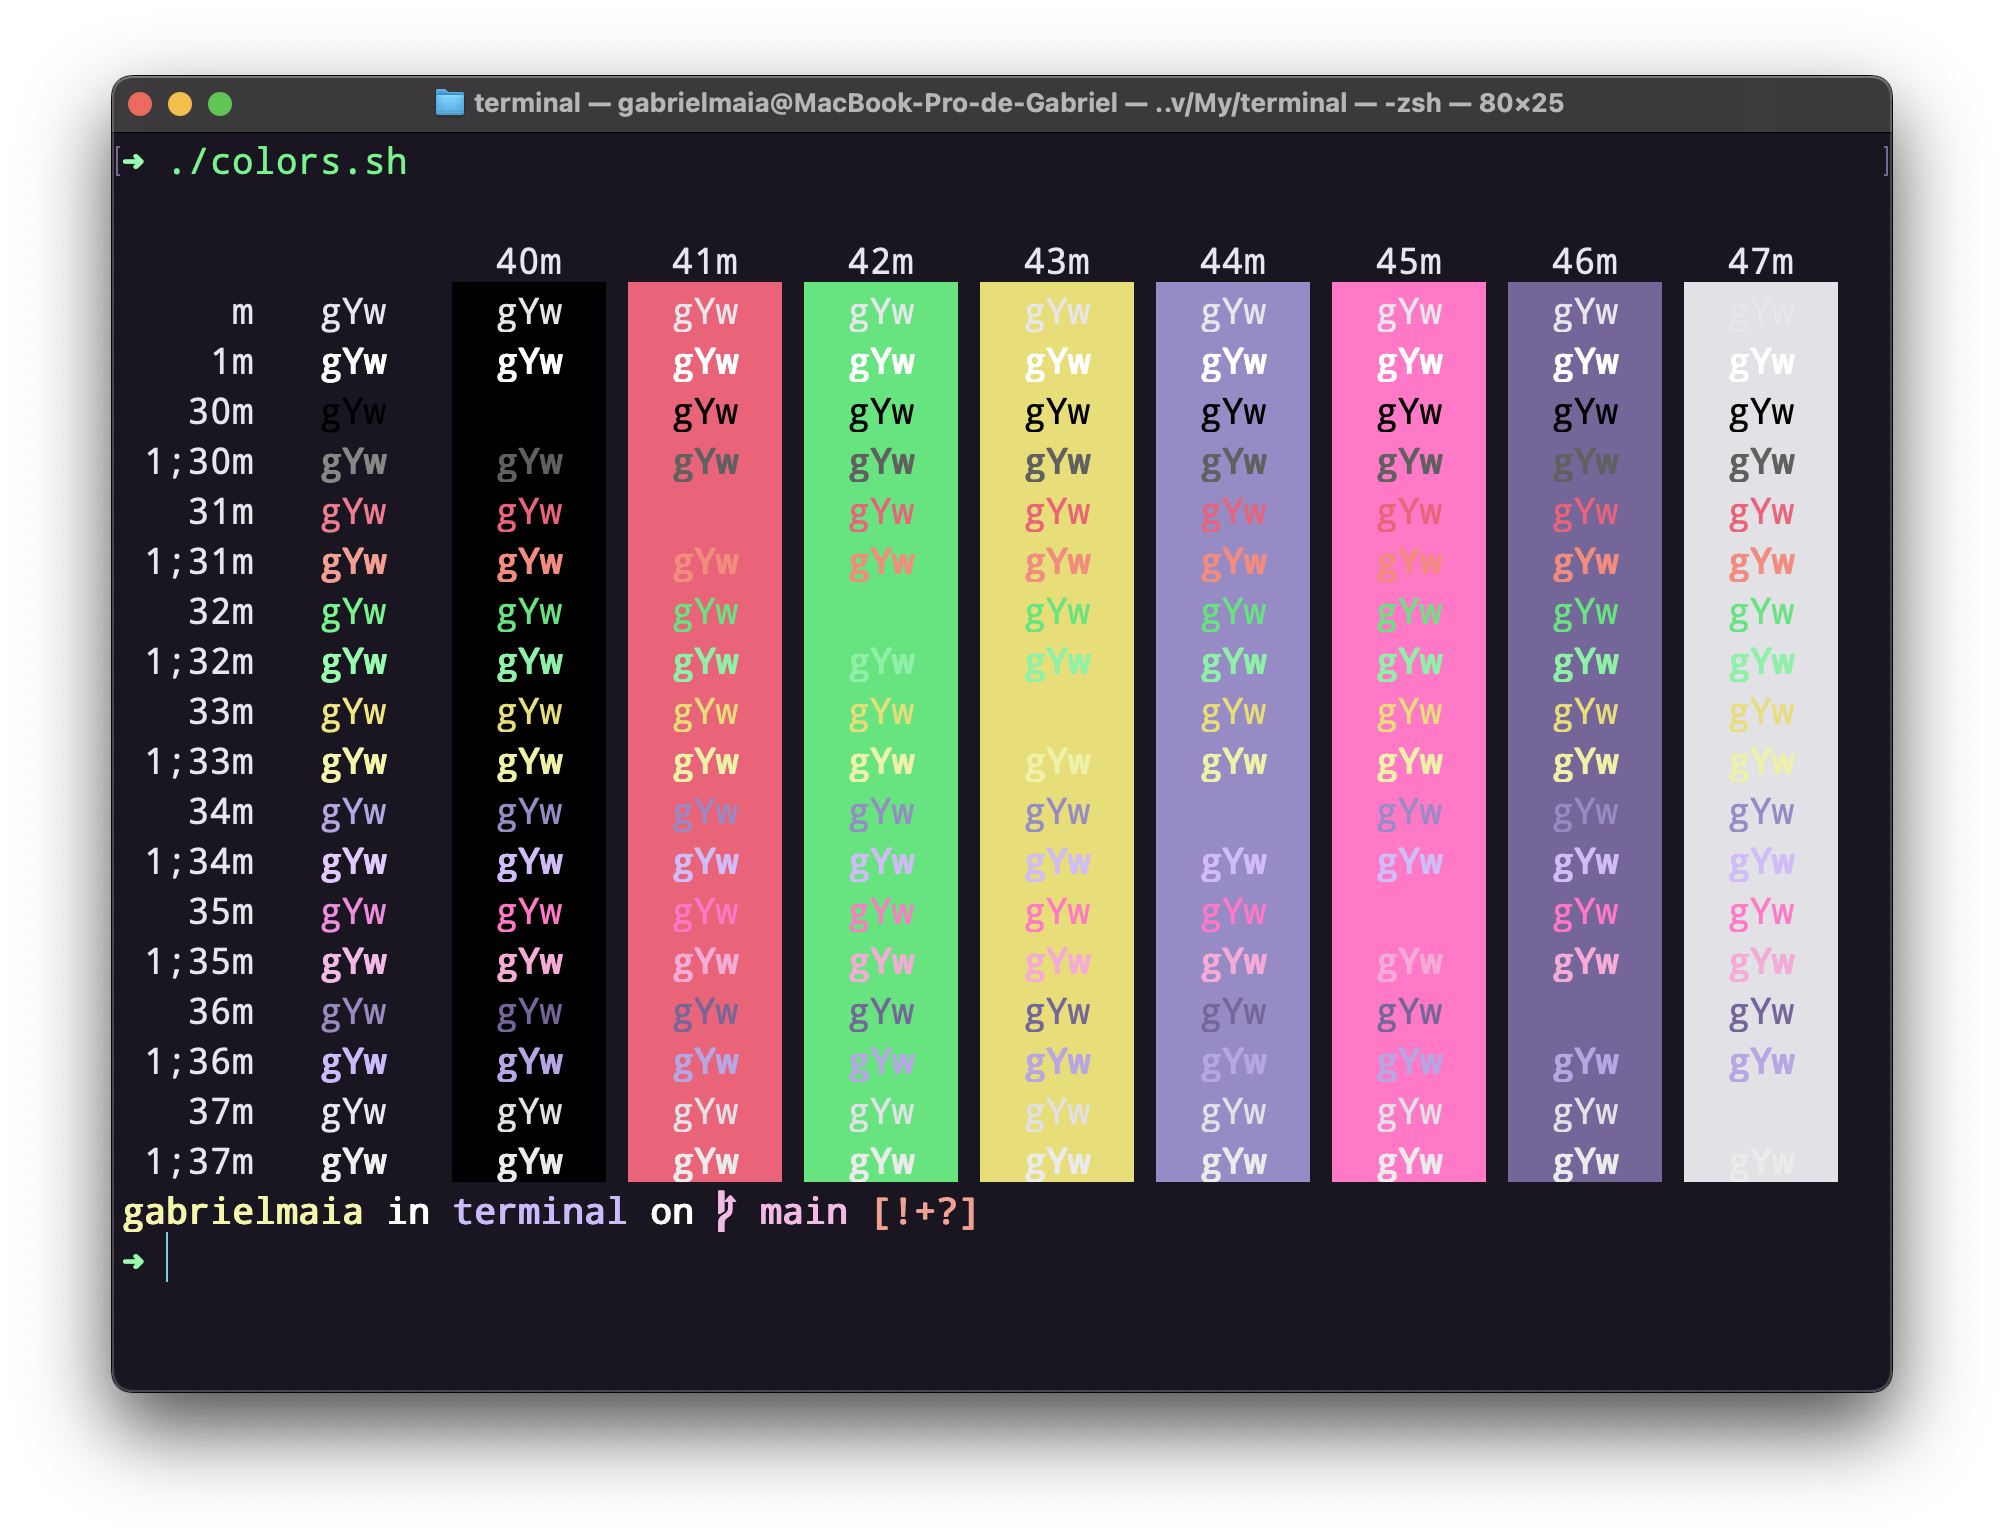 terminal — gabrielmaia@MacBook-Pro-de-Gabriel — ..v/My/terminal — -zsh — 80×25
[➜ ./colors.sh ]
40m 41m 42m 43m 44m 45m 46m 47m
m gYw gYw gYw gYw gYw gYw gYw gYw gYw
1m gYw gYw gYw gYw gYw gYw gYw gYw gYw
30m gYw gYw gYw gYw gYw gYw gYw gYw
1;30m gYw gYw gYw gYw gYw gYw gYw gYw gYw
31m gYw gYw gYw gYw gYw gYw gYw gYw
1;31m gYw gYw gYw gYw gYw gYw gYw gYw gYw
32m gYw gYw gYw gYw gYw gYw gYw gYw
1;32m gYw gYw gYw gYw gYw gYw gYw gYw gYw
33m gYw gYw gYw gYw gYw gYw gYw gYw
1;33m gYw gYw gYw gYw gYw gYw gYw gYw gYw
34m gYw gYw gYw gYw gYw gYw gYw gYw
1;34m gYw gYw gYw gYw gYw gYw gYw gYw gYw
35m gYw gYw gYw gYw gYw gYw gYw gYw
1;35m gYw gYw gYw gYw gYw gYw gYw gYw gYw
36m gYw gYw gYw gYw gYw gYw gYw gYw
1;36m gYw gYw gYw gYw gYw gYw gYw gYw gYw
37m gYw gYw gYw gYw gYw gYw gYw gYw
1;37m gYw gYw gYw gYw gYw gYw gYw gYw gYw
gabrielmaia in terminal on main [!+?]
➜